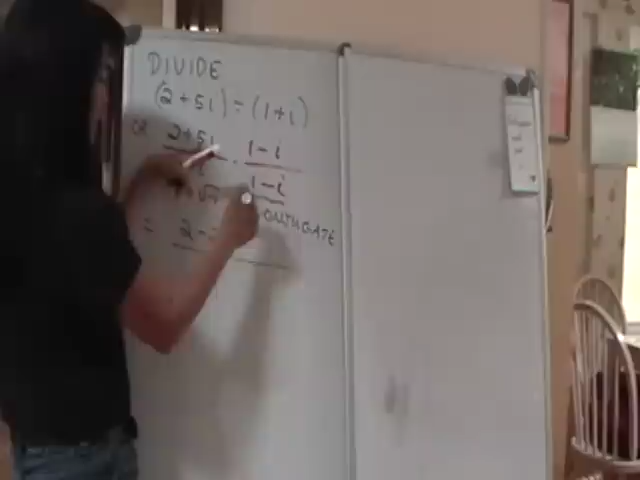 DIVIDE
(2+5i) ÷ (1+i)
or 2+5i · 1-i
1-i
CONJUGATE
= 2-